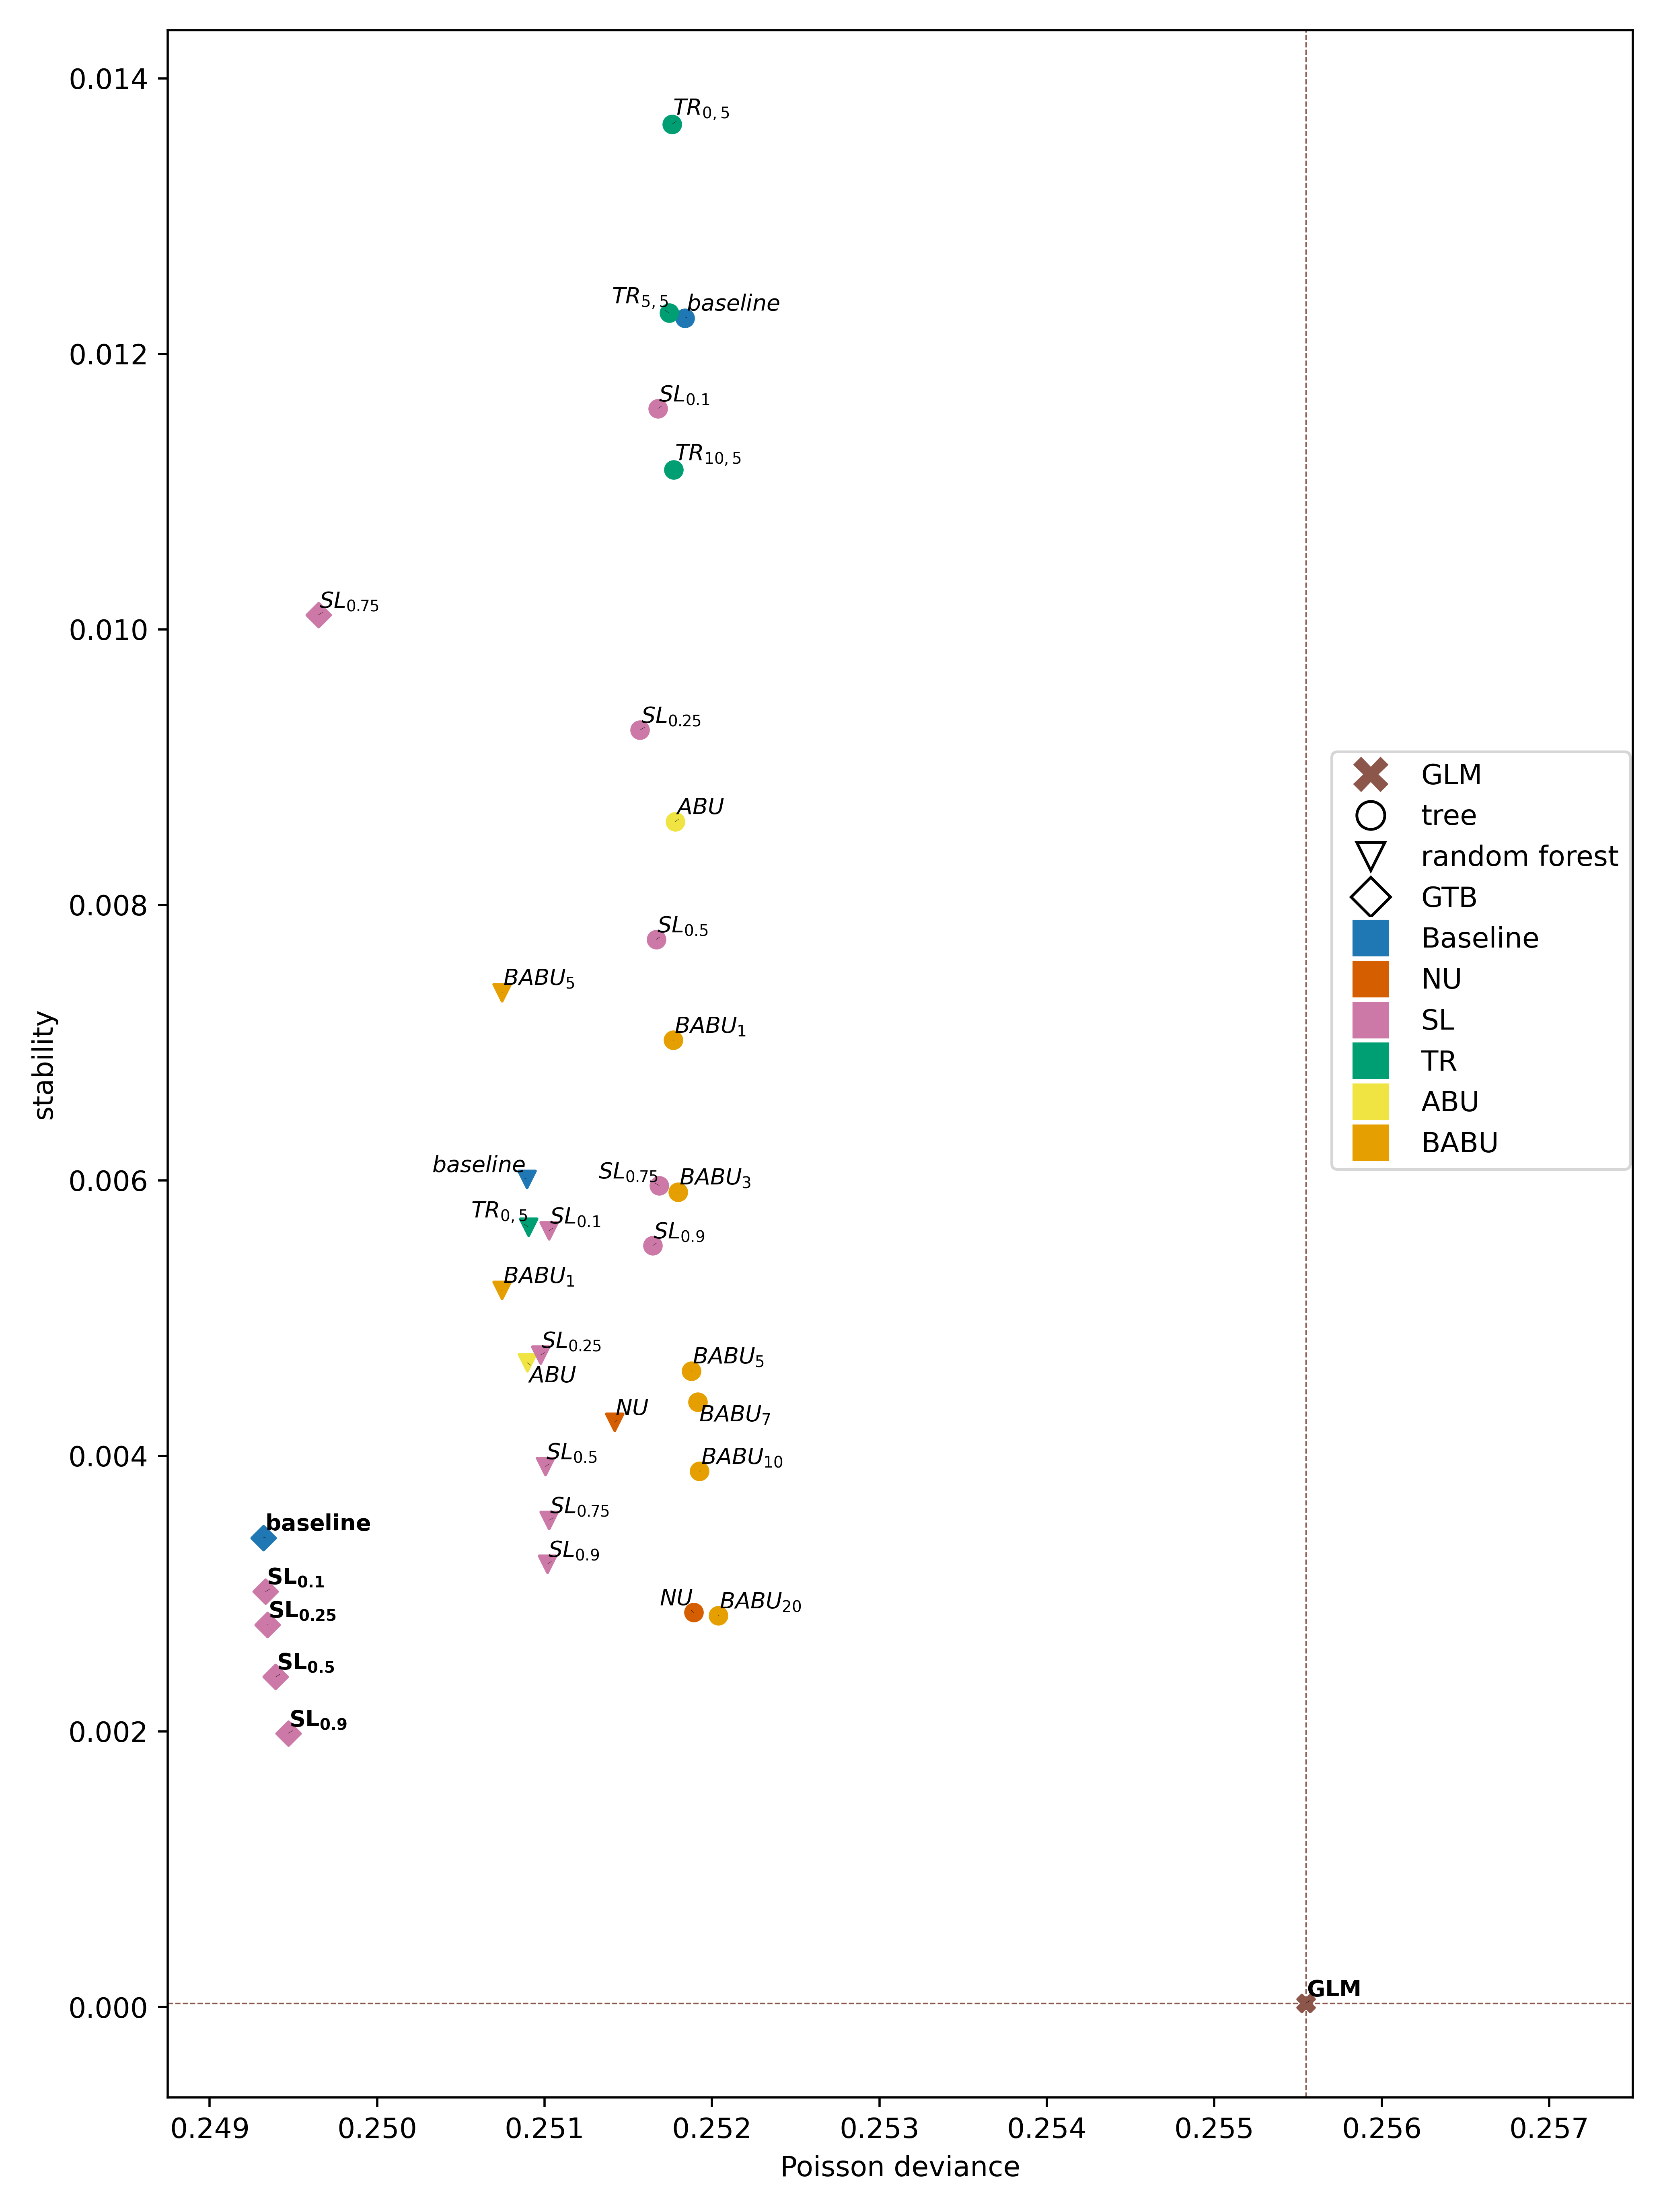 0.014
0.012
0.010
0.008
0.006
0.004
0.002
0.000
stability
TR0,5
TR5,5
baseline
SL0.1
TR10,5
SL0.75
SL0.25
ABU
SL0.5
BABU5
BABU1
baseline
SL0.75
BABU3
TR0,5
SL0.1
SL0.9
BABU1
SL0.25
ABU
BABU5
NU
BABU7
SL0.5
BABU10
SL0.75
baseline
SL0.9
SL0.1
NU
BABU20
SL0.25
SL0.5
SL0.9
GLM
GLM
tree
random forest
GTB
Baseline
NU
SL
TR
ABU
BABU
0.249
0.250
0.251
0.252
0.253
0.254
0.255
0.256
0.257
Poisson deviance